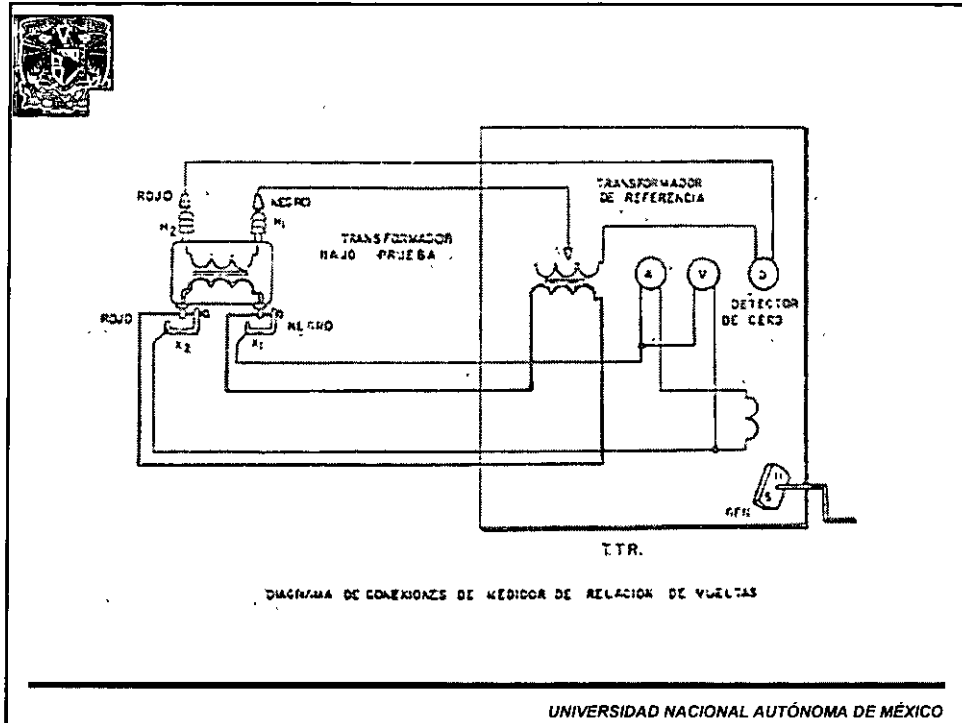 TRANSFORMADOR
DE REFERENCIA
ROJO
NEGRO
H2
H1
TRANSFORMADOR
BAJO PRUEBA
A
V
D
DETECTOR
DE CERO
ROJO
NEGRO
X2
X1
N
S
GEN
T.T.R.
DIAGRAMA DE CONEXIONES DE MEDIDOR DE RELACION DE VUELTAS
UNIVERSIDAD NACIONAL AUTÓNOMA DE MÉXICO